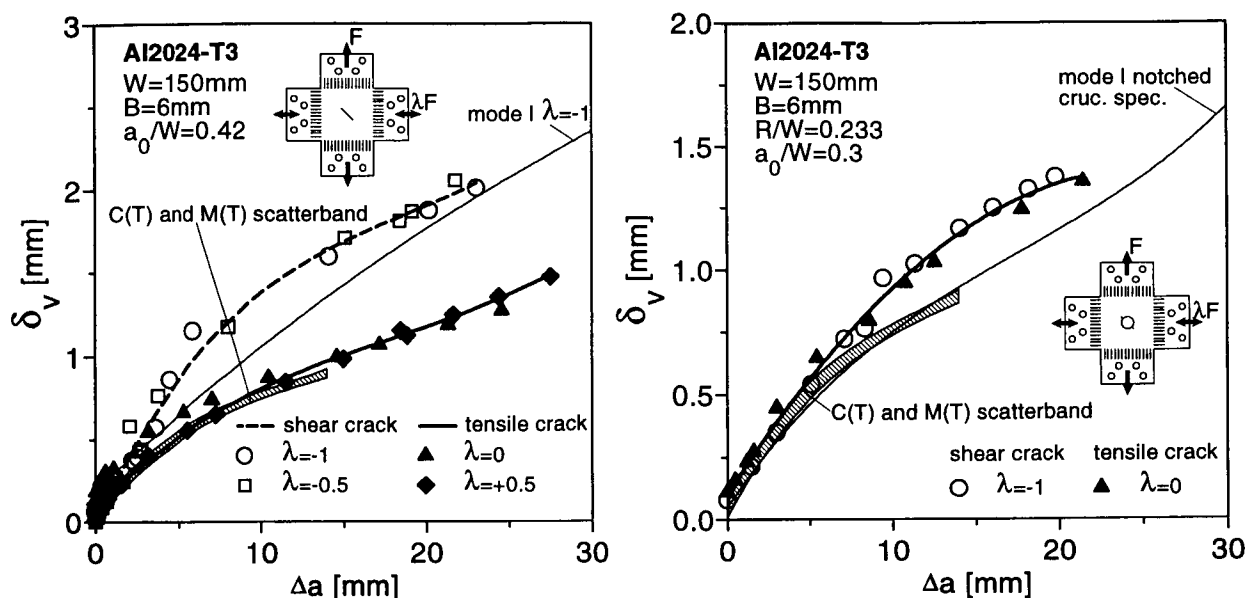 Al2024-T3
W=150mm
B=6mm
a0/W=0.42
F
λF
mode I λ=-1
C(T) and M(T) scatterband
shear crack
tensile crack
λ=-1
λ=0
λ=-0.5
λ=+0.5
3
2
1
0
δv [mm]
0
10
20
30
Δa [mm]
Al2024-T3
W=150mm
B=6mm
R/W=0.233
a0/W=0.3
mode I notched
cruc. spec.
F
λF
C(T) and M(T) scatterband
shear crack
tensile crack
λ=-1
λ=0
2.0
1.5
1.0
0.5
0.0
δv [mm]
0
10
20
30
Δa [mm]